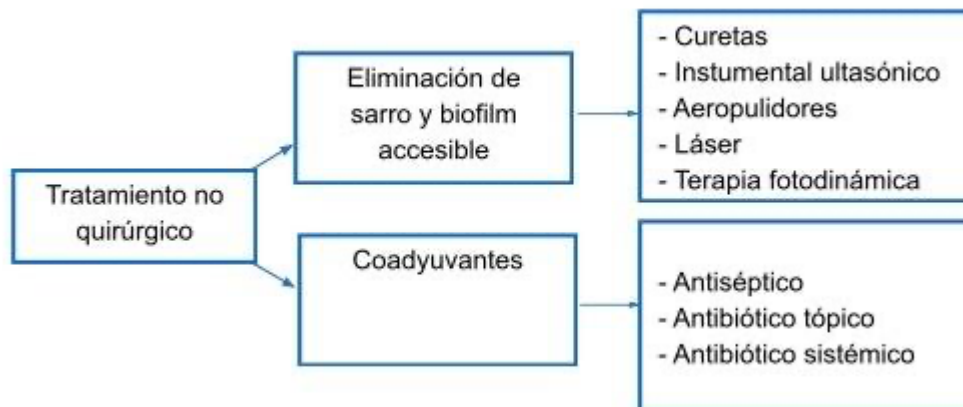 Tratamiento no
quirúrgico
Eliminación de
sarro y biofilm
accesible
- Curetas
- Instumental ultasónico
- Aeropulidores
- Láser
- Terapia fotodinámica
Coadyuvantes
- Antiséptico
- Antibiótico tópico
- Antibiótico sistémico